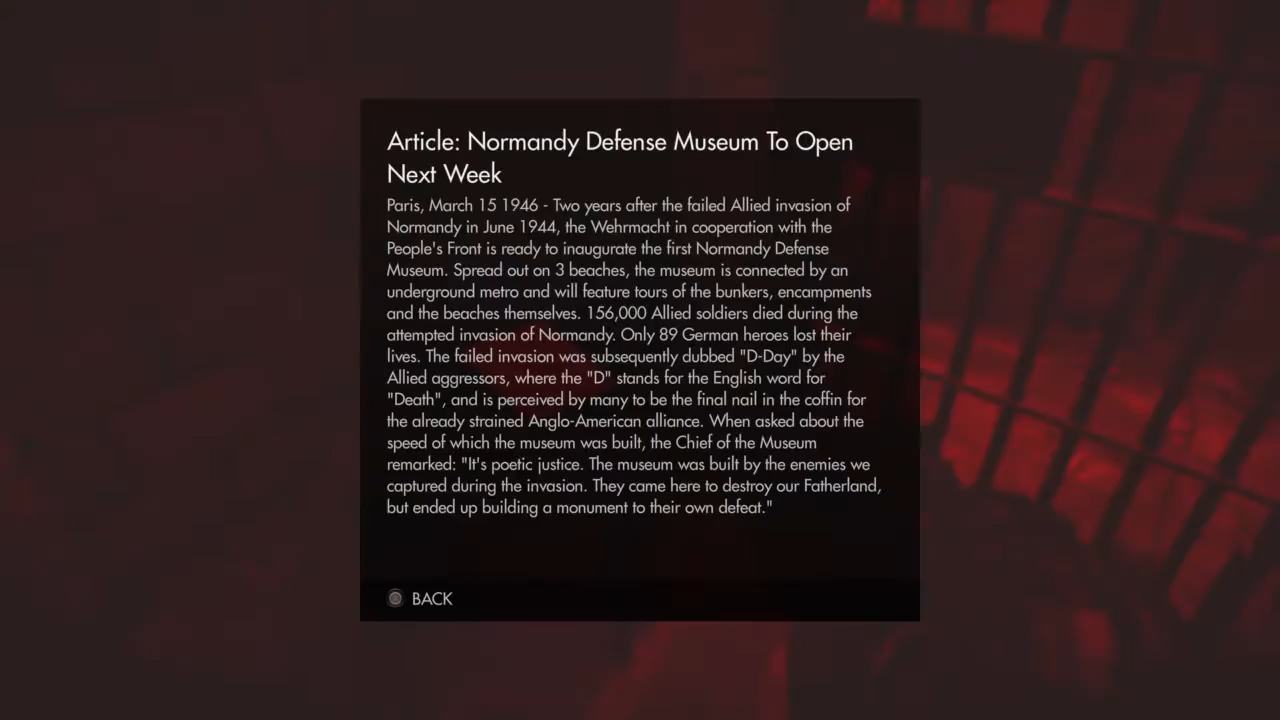 Article: Normandy Defense Museum To Open
Next Week
Paris, March 15 1946 - Two years after the failed Allied invasion of
Normandy in June 1944, the Wehrmacht in cooperation with the
People's Front is ready to inaugurate the first Normandy Defense
Museum. Spread out on 3 beaches, the museum is connected by an
underground metro and will feature tours of the bunkers, encampments
and the beaches themselves. 156,000 Allied soldiers died during the
attempted invasion of Normandy. Only 89 German heroes lost their
lives. The failed invasion was subsequently dubbed "D-Day" by the
Allied aggressors, where the "D" stands for the English word for
"Death", and is perceived by many to be the final nail in the coffin for
the already strained Anglo-American alliance. When asked about the
speed of which the museum was built, the Chief of the Museum
remarked: "It's poetic justice. The museum was built by the enemies we
captured during the invasion. They came here to destroy our Fatherland,
but ended up building a monument to their own defeat."
BACK